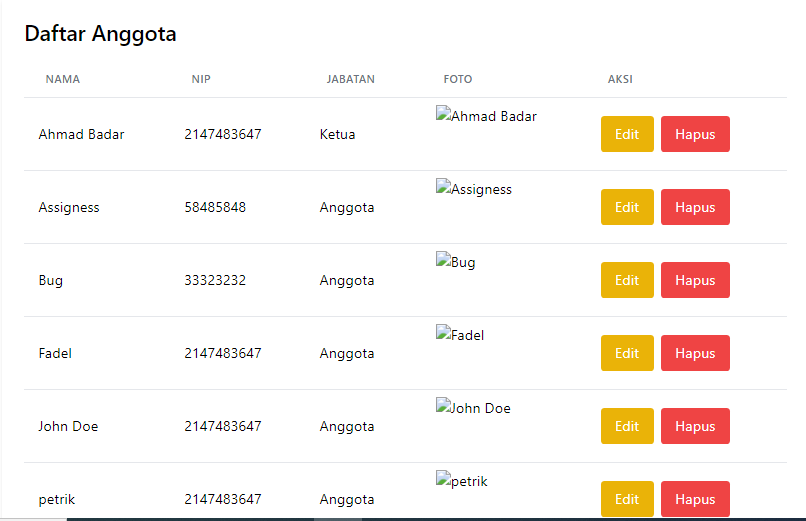 Daftar Anggota
NAMA NIP JABATAN FOTO AKSI
Ahmad Badar 2147483647 Ketua Ahmad Badar Edit Hapus
Assigness 58485848 Anggota Assigness Edit Hapus
Bug 33323232 Anggota Bug Edit Hapus
Fadel 2147483647 Anggota Fadel Edit Hapus
John Doe 2147483647 Anggota John Doe Edit Hapus
petrik 2147483647 Anggota petrik Edit Hapus